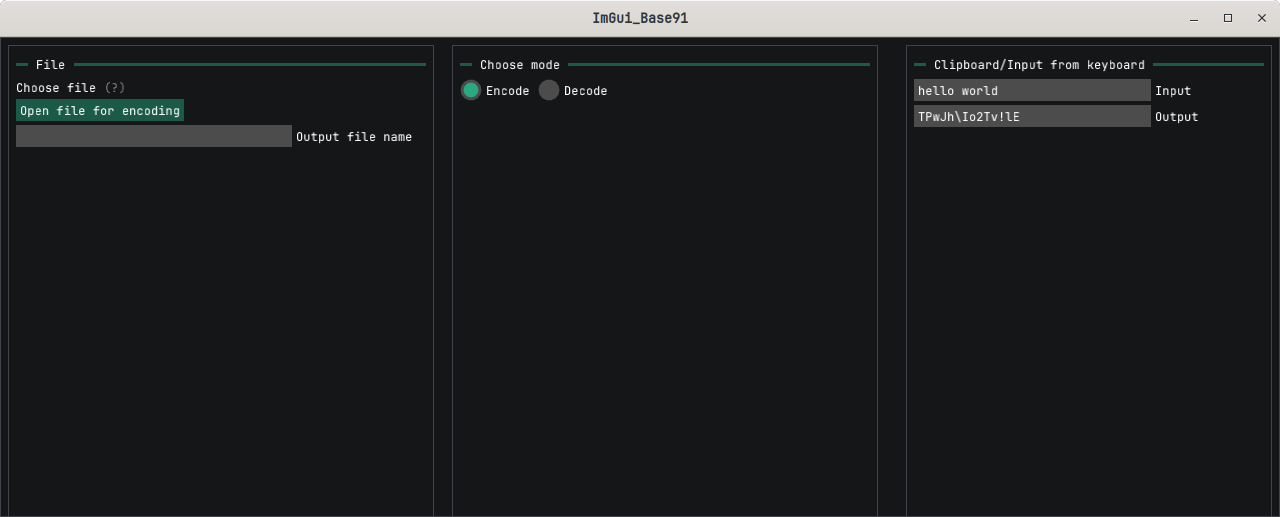 ImGui_Base91
File
Choose file (?)
Open file for encoding
Output file name
Choose mode
Encode
Decode
Clipboard/Input from keyboard
hello world
Input
TPwJh\Io2Tv!lE
Output